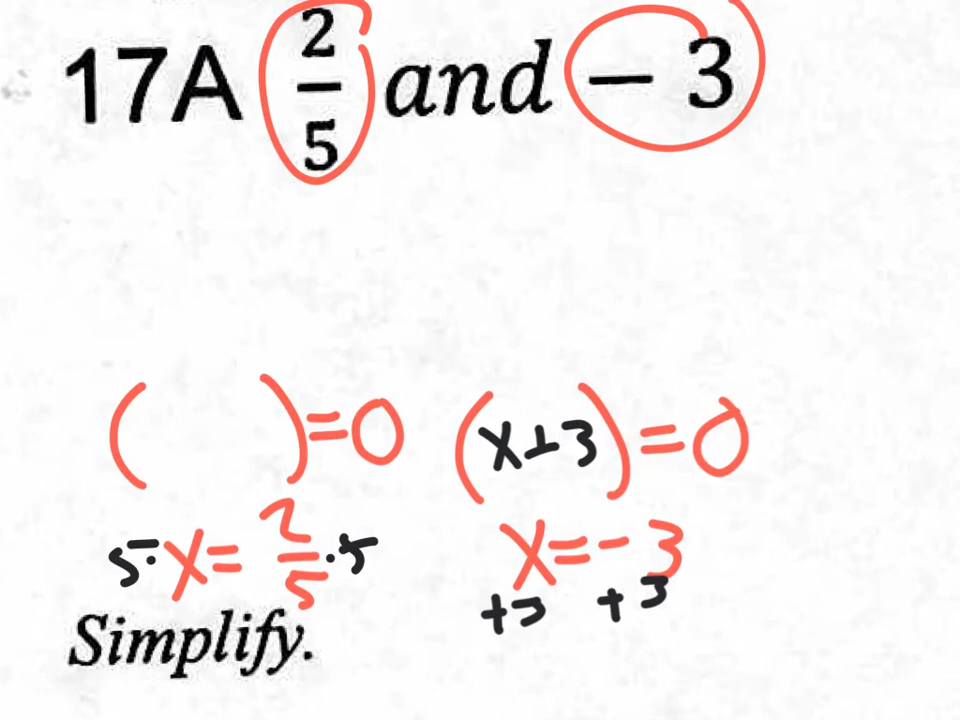 17A 2/5 and − 3
( )=0 (x+3)=0
5·x= 2/5 ·5 x=-3
+3 +3
Simplify.